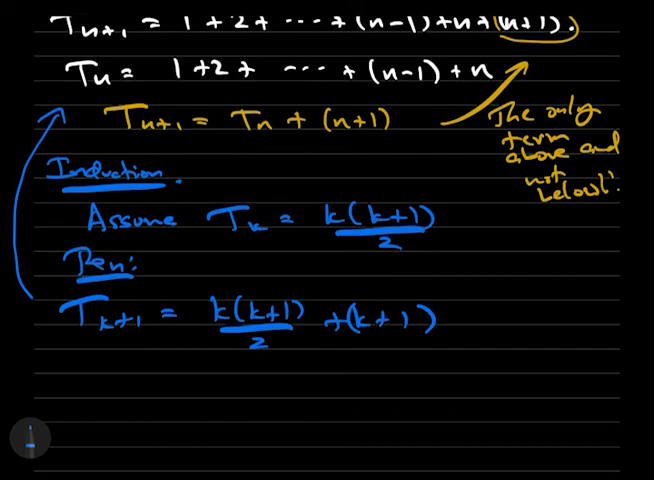 Tn+1 = 1 + 2 + ... + (n-1) + n + (n+1).
Tn = 1 + 2 + ... + (n-1) + n
Tn+1 = Tn + (n+1)
The only
term
above and
not
below!
Induction.
Assume Tk = k(k+1)/2
Then:
Tk+1 = k(k+1)/2 + (k+1)